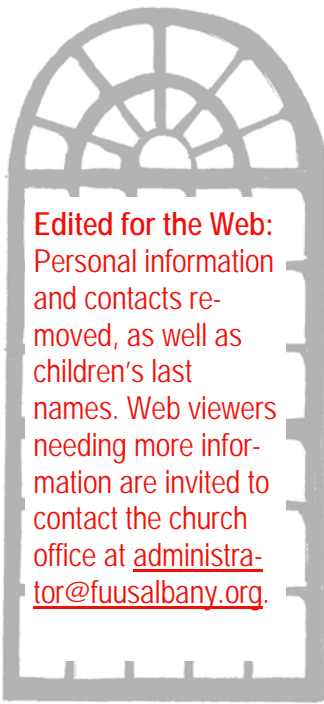 Edited for the Web:
Personal information
and contacts re-
moved, as well as
children's last
names. Web viewers
needing more infor-
mation are invited to
contact the church
office at administra-
tor@fuusalbany.org.